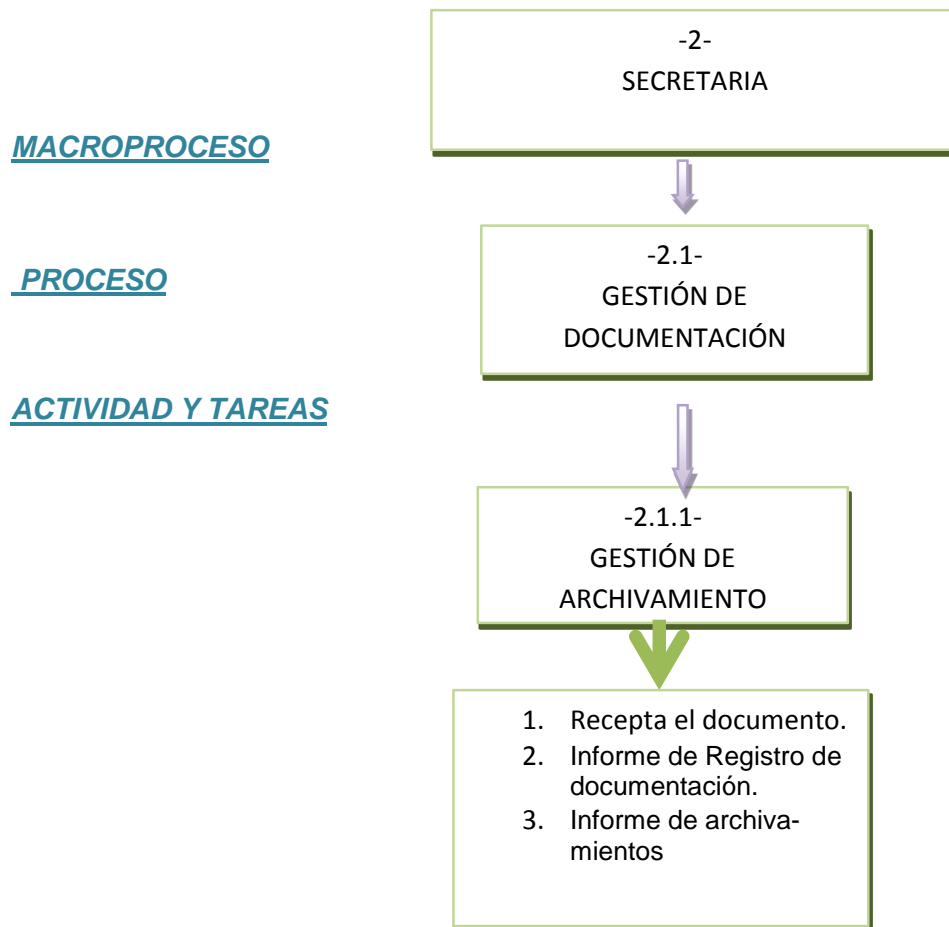 -2-
SECRETARIA
MACROPROCESO
-2.1-
PROCESO
GESTIÓN DE
DOCUMENTACIÓN
ACTIVIDAD Y TAREAS
-2.1.1-
GESTIÓN DE
ARCHIVAMIENTO
1. Recepta el documento.
2. Informe de Registro de
documentación.
3. Informe de archiva-
mientos